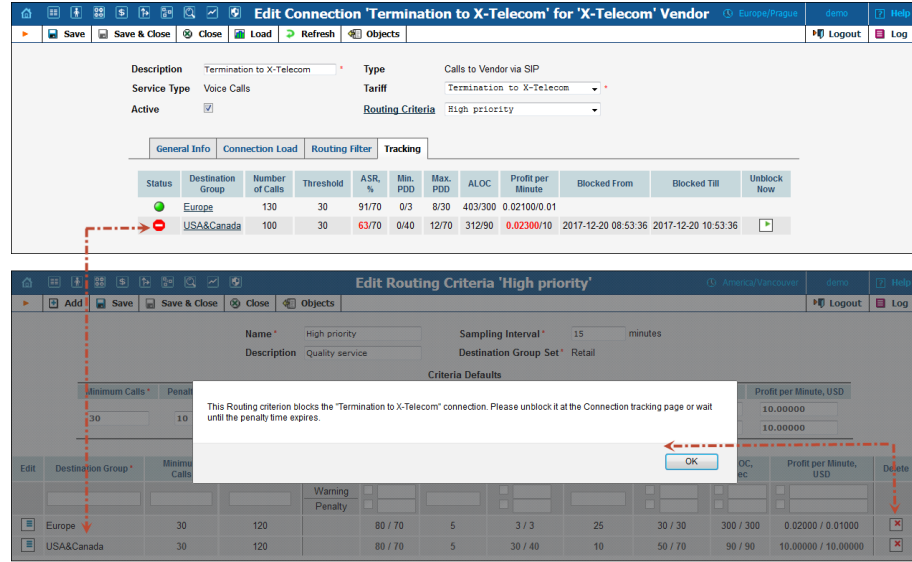 Edit Connection 'Termination to X-Telecom' for 'X-Telecom' Vendor Europe/Prague demo ? Help
Save Save & Close Close Load Refresh Objects Logout Log
Description Termination to X-Telecom * Type Calls to Vendor via SIP
Service Type Voice Calls Tariff Termination to X-Teleco *
Active Routing Criteria High priority
General Info Connection Load Routing Filter Tracking
Status Destination Group Number of Calls Threshold ASR, % Min. PDD Max. PDD ALOC Profit per Minute Blocked From Blocked Till Unblock Now
Europe 130 30 91/70 0/3 8/30 403/300 0.02100/0.01
USA&Canada 100 30 63/70 0/40 12/70 312/90 0.02300/10 2017-12-20 08:53:36 2017-12-20 10:53:36
Edit Routing Criteria 'High priority' America/Vancouver demo ? Help
Add Save Save & Close Close Objects Logout Log
Name * High priority Sampling Interval * 15 minutes
Description Quality service Destination Group Set * Retail
Criteria Defaults
Minimum Calls * Profit per Minute, USD
30 10 10.00000
10.00000
This Routing criterion blocks the "Termination to X-Telecom" connection. Please unblock it at the Connection tracking page or wait
until the penalty time expires.
OK
Edit Destination Group * Calls Profit per Minute, USD Delete
Warning
Penalty
Europe 30 120 80 / 70 5 3 / 3 25 30 / 30 300 / 300 0.02000 / 0.01000
USA&Canada 30 120 80 / 70 5 30 / 40 10 50 / 70 90 / 90 10.00000 / 10.00000